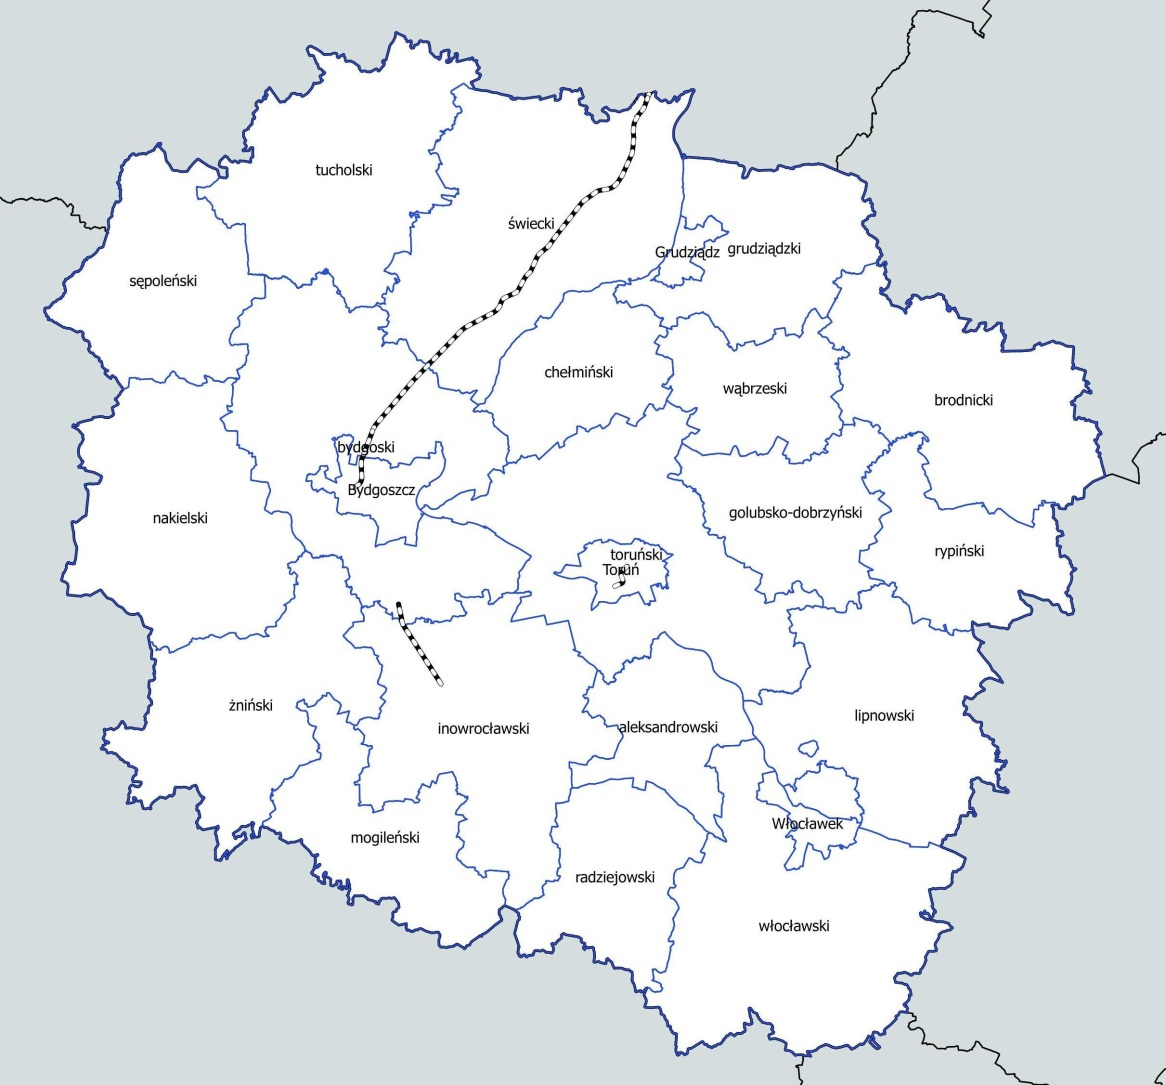 tucholski
świecki
Grudziądz
grudziądzki
sępoleński
chełmiński
wąbrzeski
brodnicki
bydgoski
Bydgoszcz
nakielski
golubsko-dobrzyński
toruński
Toruń
rypiński
żniński
inowrocławski
aleksandrowski
lipnowski
mogileński
Włocławek
radziejowski
włocławski